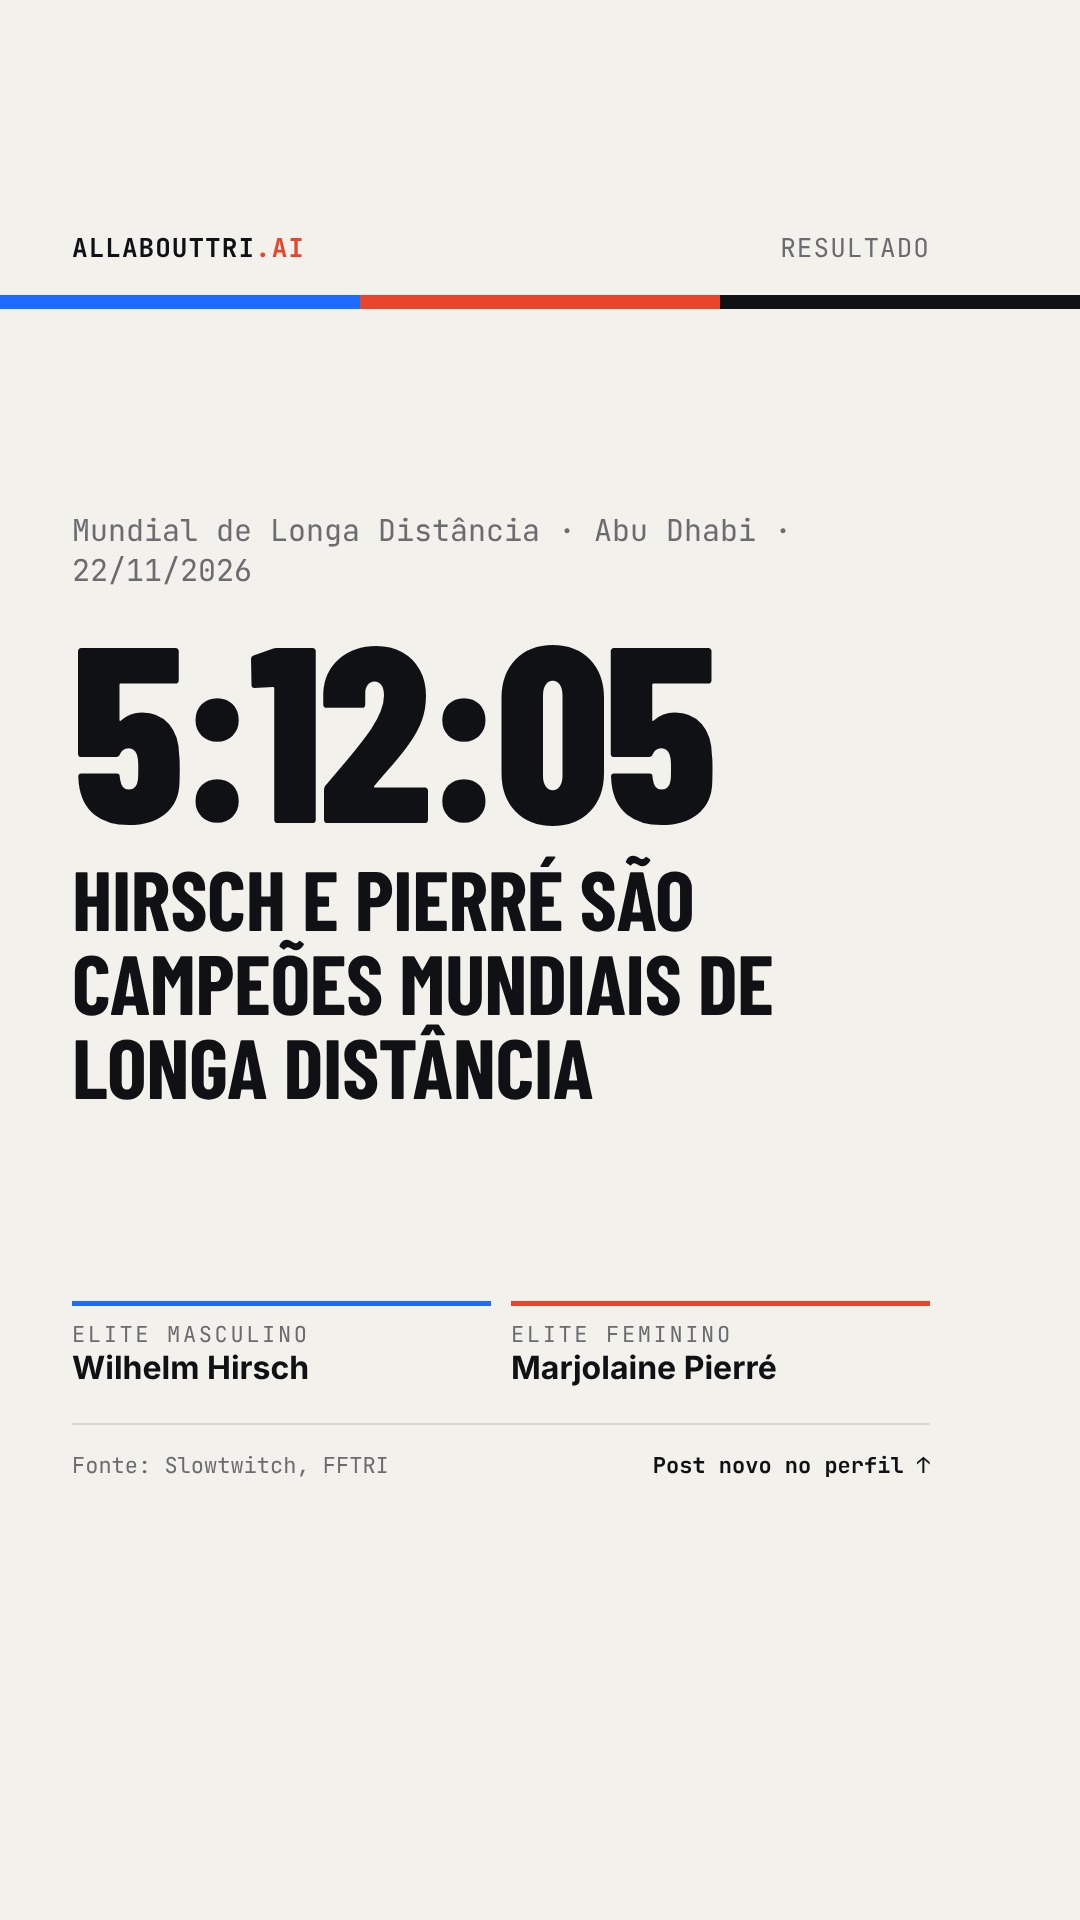 ALLABOUTTRI.AI
RESULTADO
Mundial de Longa Distância · Abu Dhabi ·
22/11/2026
5:12:05
HIRSCH E PIERRÉ SÃO
CAMPEÕES MUNDIAIS DE
LONGA DISTÂNCIA
ELITE MASCULINO
Wilhelm Hirsch
ELITE FEMININO
Marjolaine Pierré
Fonte: Slowtwitch, FFTRI
Post novo no perfil ↑